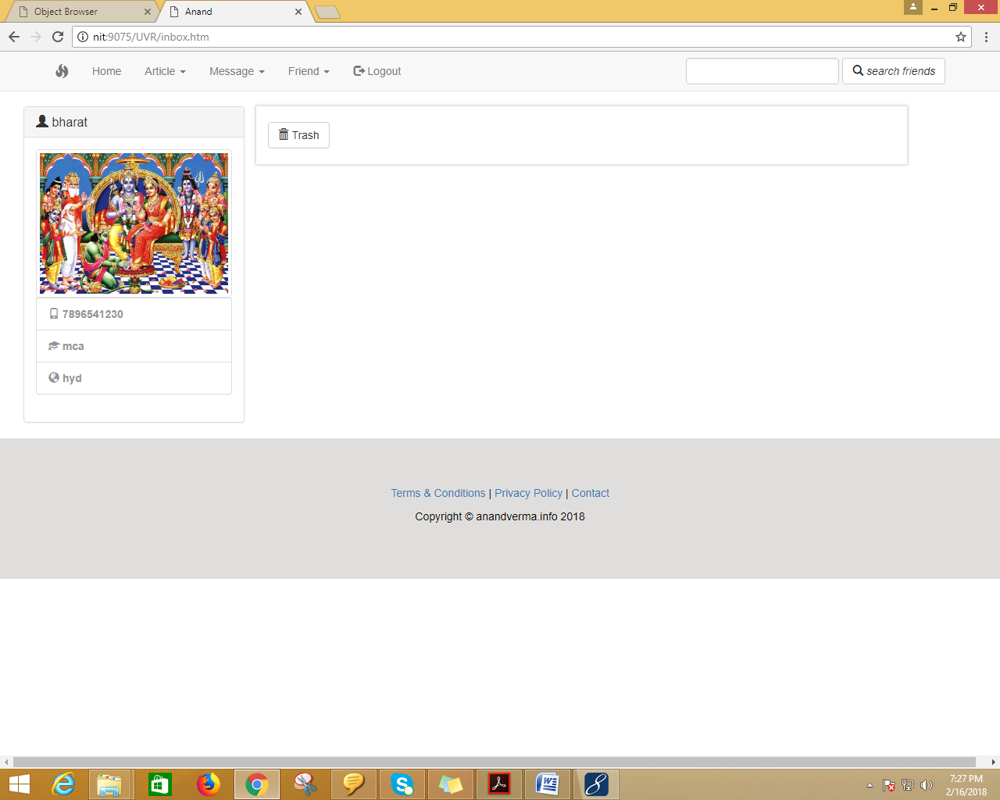 Object Browser
Anand
nit:9075/UVR/inbox.htm
Home Article Message Friend Logout search friends
bharat
Trash
7896541230
mca
hyd
Terms & Conditions | Privacy Policy | Contact
Copyright © anandverma.info 2018
7:27 PM
2/16/2018